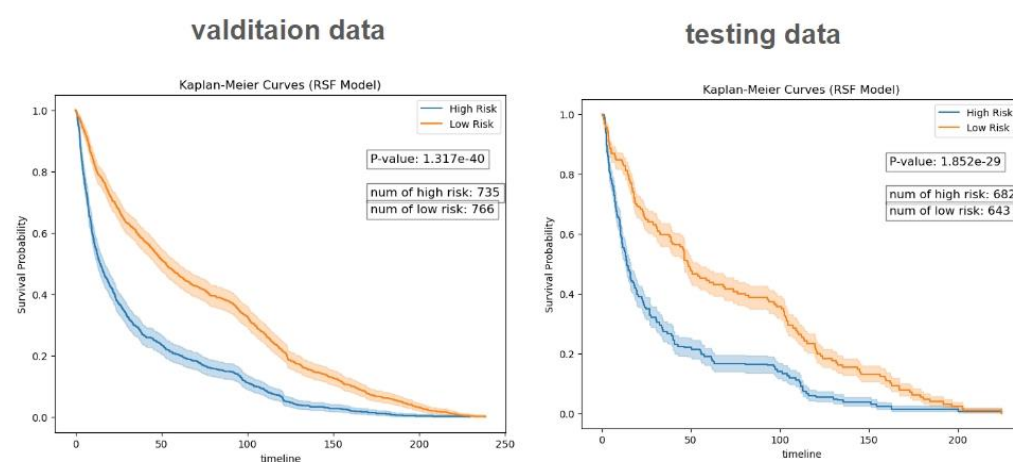 valditaion data
Kaplan-Meier Curves (RSF Model)
High Risk
Low Risk
P-value: 1.317e-40
num of high risk: 735
num of low risk: 766
Survival Probability
1.0
0.8
0.6
0.4
0.2
0.0
0
50
100
150
200
250
timeline
testing data
Kaplan-Meier Curves (RSF Model)
High Risk
Low Risk
P-value: 1.852e-29
num of high risk: 682
num of low risk: 643
Survival Probability
1.0
0.8
0.6
0.4
0.2
0.0
0
50
100
150
200
timeline